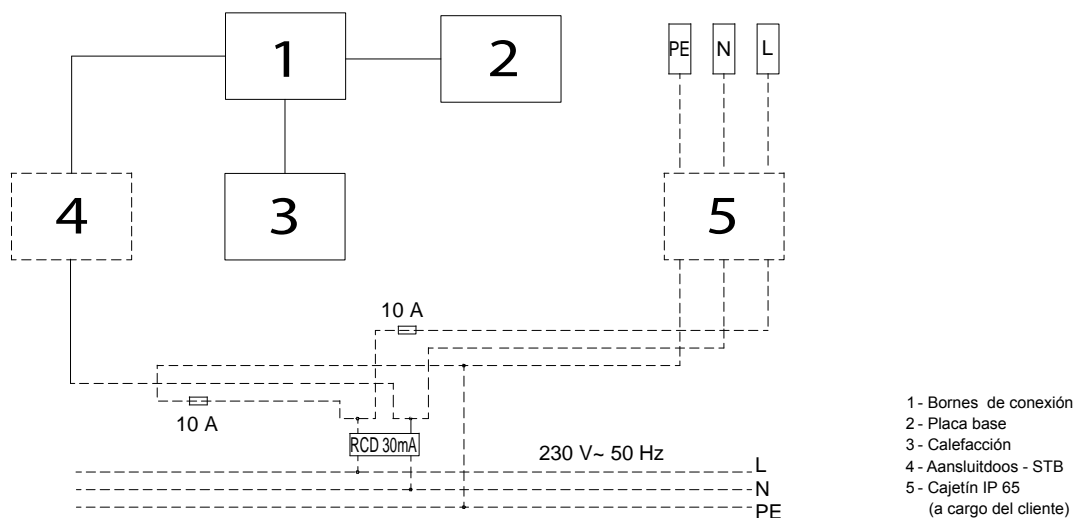 1
2
PE
N
L
4
3
5
10 A
10 A
RCD 30mA
230 V~ 50 Hz
L
N
PE
1 - Bornes de conexión
2 - Placa base
3 - Calefacción
4 - Aansluitdoos - STB
5 - Cajetín IP 65
(a cargo del cliente)